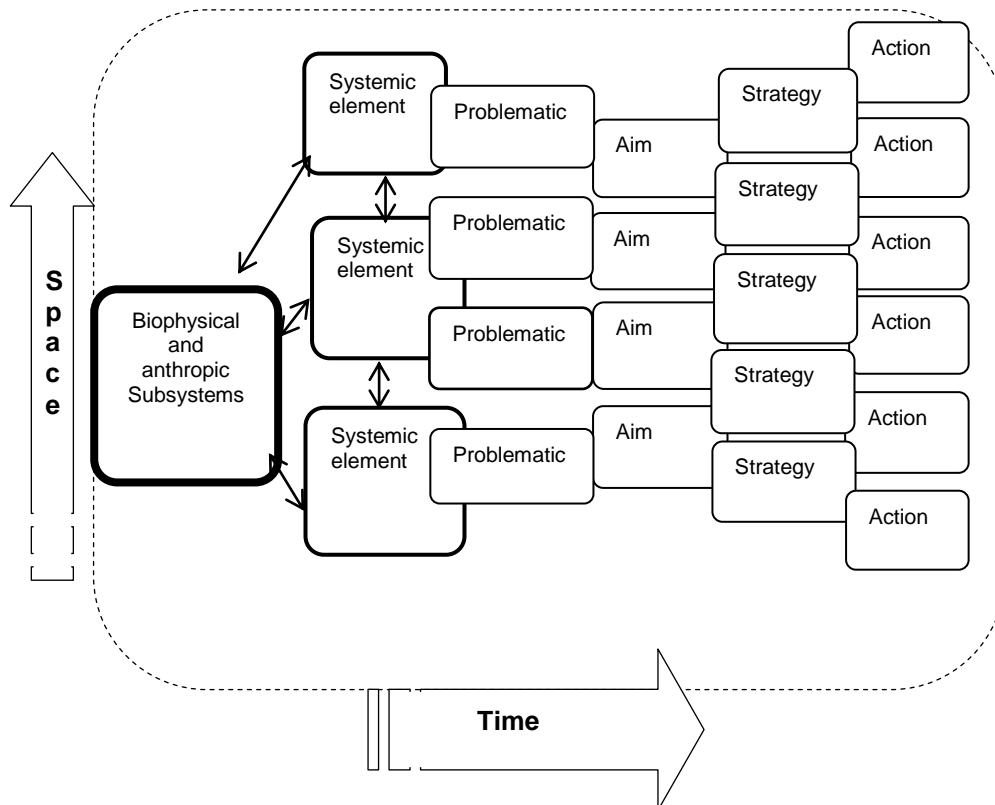 Action
Systemic
element
Strategy
Problematic
Aim
Action
Strategy
Problematic
Systemic
element
Aim
Action
Strategy
Space
Biophysical
and
anthropic
Subsystems
Problematic
Aim
Action
Strategy
Systemic
element
Problematic
Aim
Action
Strategy
Action
Time